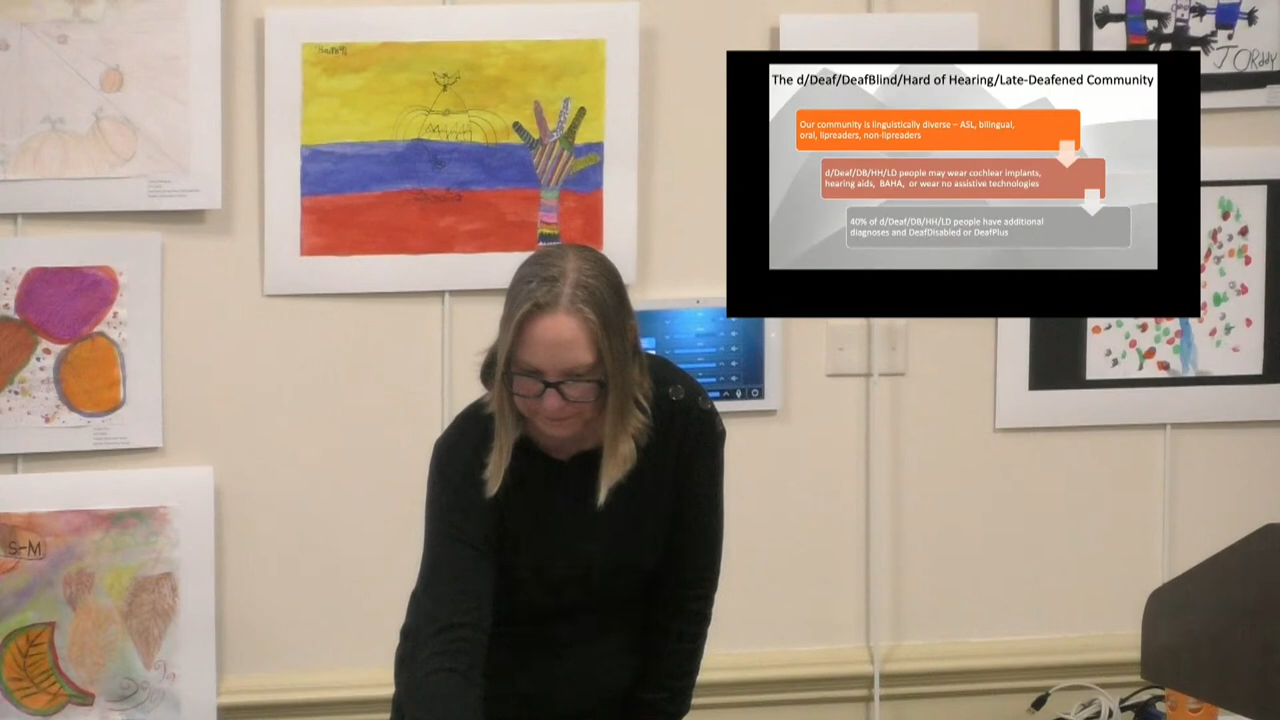 The d/Deaf/DeafBlind/Hard of Hearing/Late-Deafened Community
Our community is linguistically diverse – ASL, bilingual,
oral, lipreaders, non-lipreaders
d/Deaf/DB/HH/LD people may wear cochlear implants,
hearing aids, BAHA, or wear no assistive technologies
40% of d/Deaf/DB/HH/LD people have additional
diagnoses and DeafDisabled or DeafPlus
JORddy
S-M